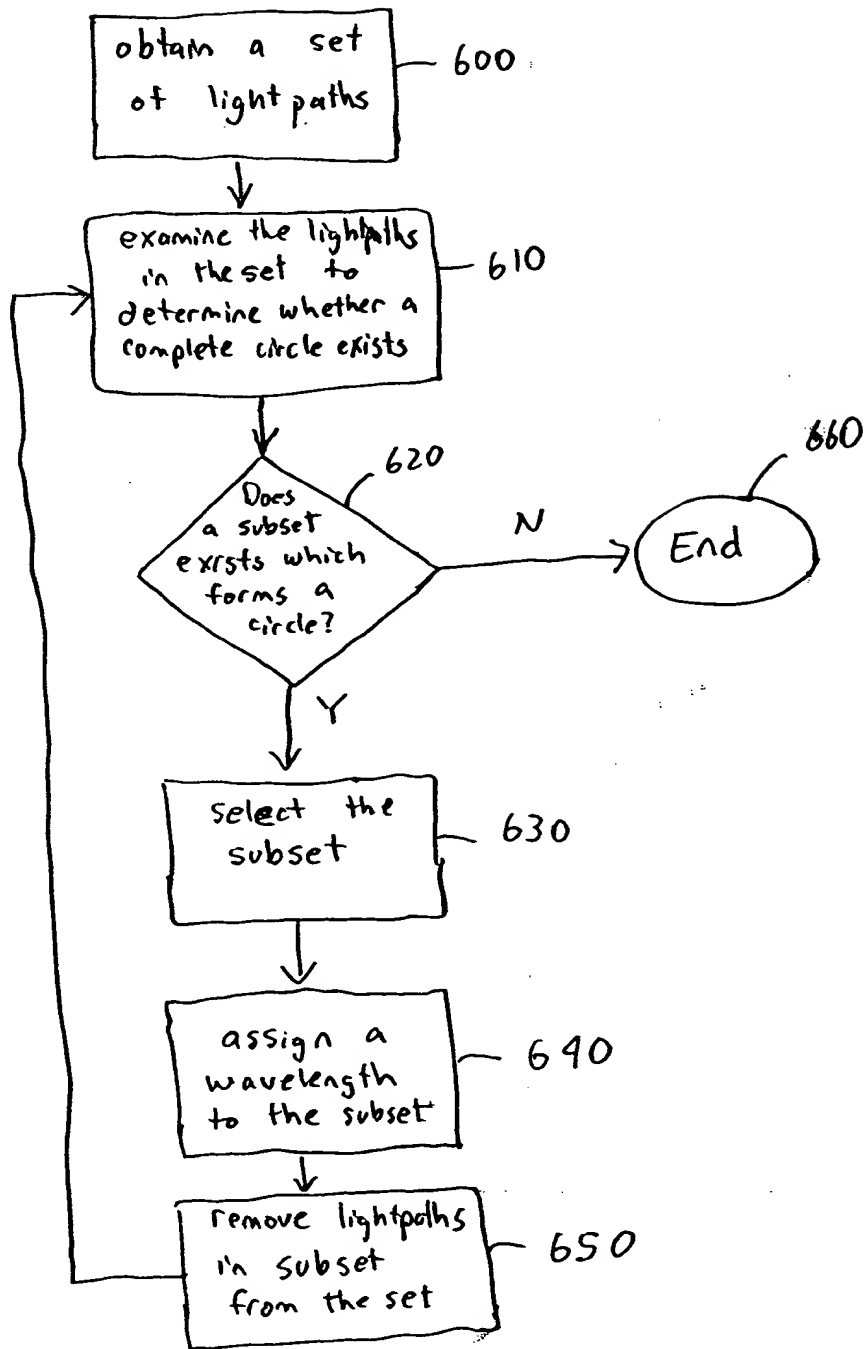 obtain a set
of lightpaths
600
examine the lightpaths
in the set to
determine whether a
complete circle exists
610
620
Does
a subset
exists which
forms a
circle?
N
660
End
Y
select the
subset
630
assign a
wavelength
to the subset
640
remove lightpaths
in subset
from the set
650